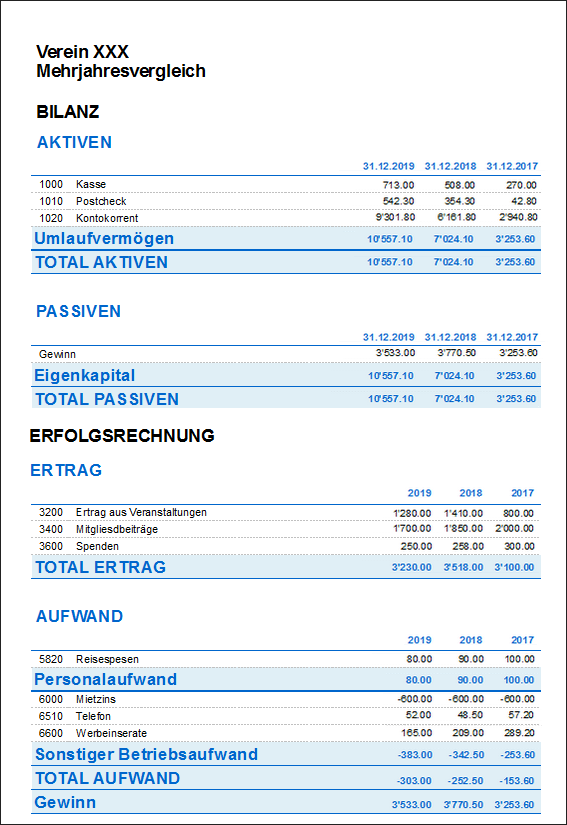 Verein XXX
Mehrjahresvergleich
BILANZ
AKTIVEN
31.12.2019 31.12.2018 31.12.2017
1000 Kasse 713.00 508.00 270.00
1010 Postcheck 542.30 354.30 42.80
1020 Kontokorrent 9'301.80 6'161.80 2'940.80
Umlaufvermögen 10'557.10 7'024.10 3'253.60
TOTAL AKTIVEN 10'557.10 7'024.10 3'253.60
PASSIVEN
31.12.2019 31.12.2018 31.12.2017
Gewinn 3'533.00 3'770.50 3'253.60
Eigenkapital 10'557.10 7'024.10 3'253.60
TOTAL PASSIVEN 10'557.10 7'024.10 3'253.60
ERFOLGSRECHNUNG
ERTRAG
2019 2018 2017
3200 Ertrag aus Veranstaltungen 1'280.00 1'410.00 800.00
3400 Mitgliesdbeiträge 1'700.00 1'850.00 2'000.00
3600 Spenden 250.00 258.00 300.00
TOTAL ERTRAG 3'230.00 3'518.00 3'100.00
AUFWAND
2019 2018 2017
5820 Reisespesen 80.00 90.00 100.00
Personalaufwand 80.00 90.00 100.00
6000 Mietzins -600.00 -600.00 -600.00
6510 Telefon 52.00 48.50 57.20
6600 Werbeinserate 165.00 209.00 289.20
Sonstiger Betriebsaufwand -383.00 -342.50 -253.60
TOTAL AUFWAND -303.00 -252.50 -153.60
Gewinn 3'533.00 3'770.50 3'253.60